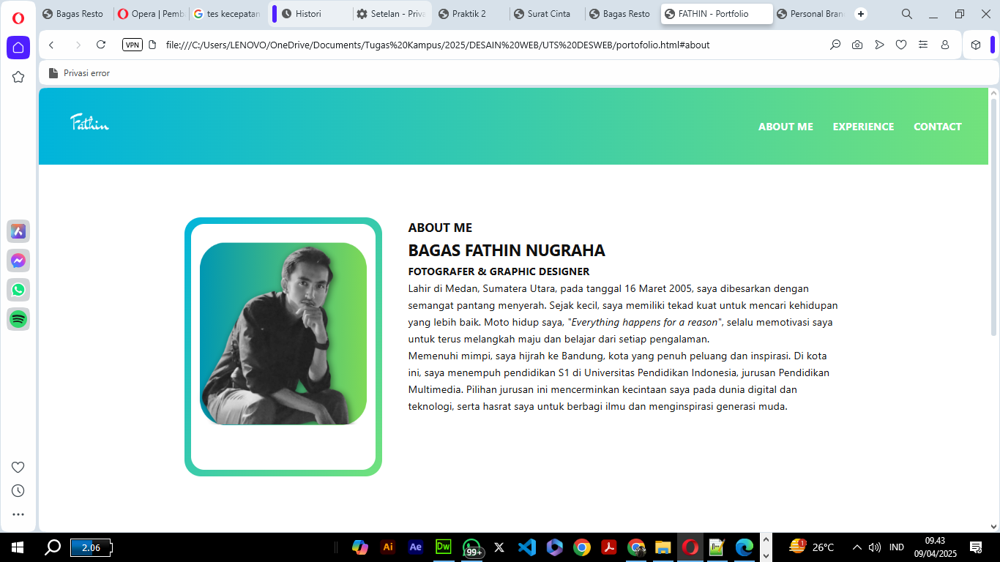 Bagas Resto
Opera | Pemb
tes kecepatan
Histori
Setelan - Priva
Praktik 2
Surat Cinta
Bagas Resto
FATHIN - Portfolio
Personal Bran
VPN
file:///C:/Users/LENOVO/OneDrive/Documents/Tugas%20Kampus/2025/DESAIN%20WEB/UTS%20DESWEB/portofolio.html#about
Privasi error
Fathin
ABOUT ME
EXPERIENCE
CONTACT
ABOUT ME
BAGAS FATHIN NUGRAHA
FOTOGRAFER & GRAPHIC DESIGNER
Lahir di Medan, Sumatera Utara, pada tanggal 16 Maret 2005, saya dibesarkan dengan
semangat pantang menyerah. Sejak kecil, saya memiliki tekad kuat untuk mencari kehidupan
yang lebih baik. Moto hidup saya, "Everything happens for a reason", selalu memotivasi saya
untuk terus melangkah maju dan belajar dari setiap pengalaman.
Memenuhi mimpi, saya hijrah ke Bandung, kota yang penuh peluang dan inspirasi. Di kota
ini, saya menempuh pendidikan S1 di Universitas Pendidikan Indonesia, jurusan Pendidikan
Multimedia. Pilihan jurusan ini mencerminkan kecintaan saya pada dunia digital dan
teknologi, serta hasrat saya untuk berbagi ilmu dan menginspirasi generasi muda.
2.06
Ai
Ae
Dw
99+
1
26°C
IND
09.43
09/04/2025